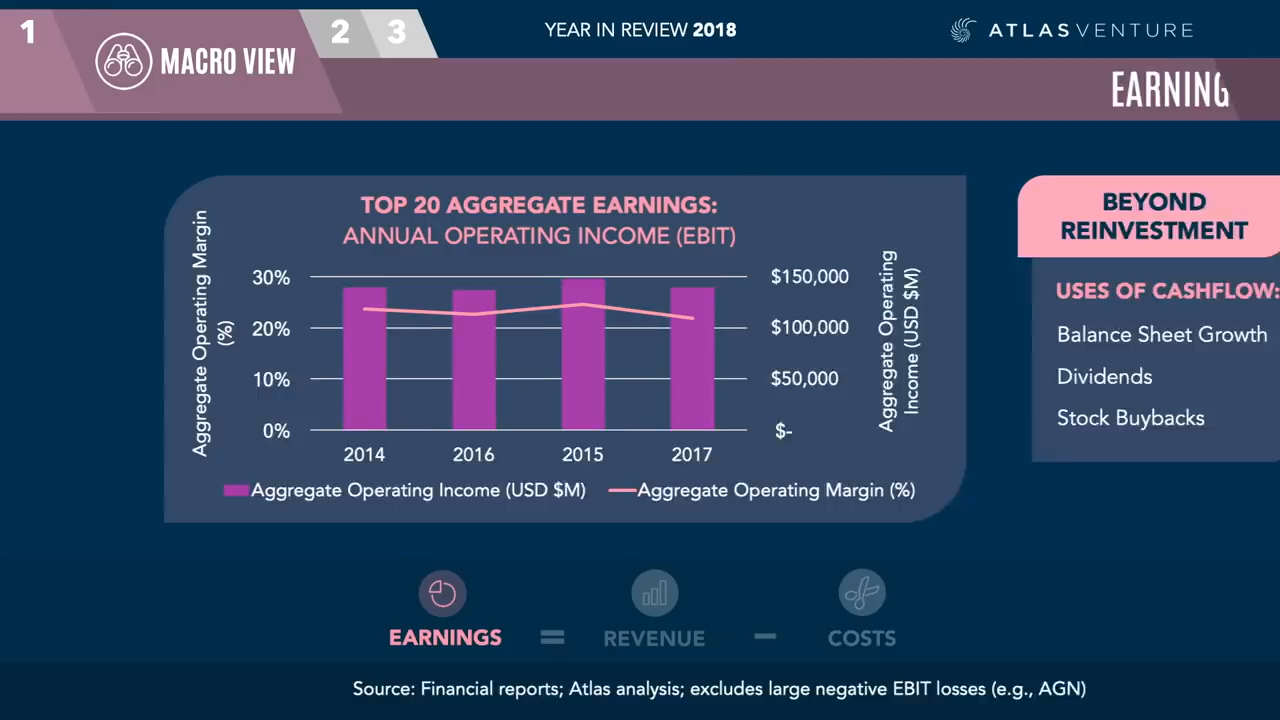 1
MACRO VIEW
2
3
YEAR IN REVIEW 2018
ATLAS VENTURE
EARNING
TOP 20 AGGREGATE EARNINGS:
ANNUAL OPERATING INCOME (EBIT)
Aggregate Operating Margin
(%)
30%
20%
10%
0%
$150,000
$100,000
$50,000
$-
Aggregate Operating
Income (USD $M)
2014
2016
2015
2017
Aggregate Operating Income (USD $M)
Aggregate Operating Margin (%)
BEYOND
REINVESTMENT
USES OF CASHFLOW:
Balance Sheet Growth
Dividends
Stock Buybacks
EARNINGS = REVENUE - COSTS
Source: Financial reports; Atlas analysis; excludes large negative EBIT losses (e.g., AGN)